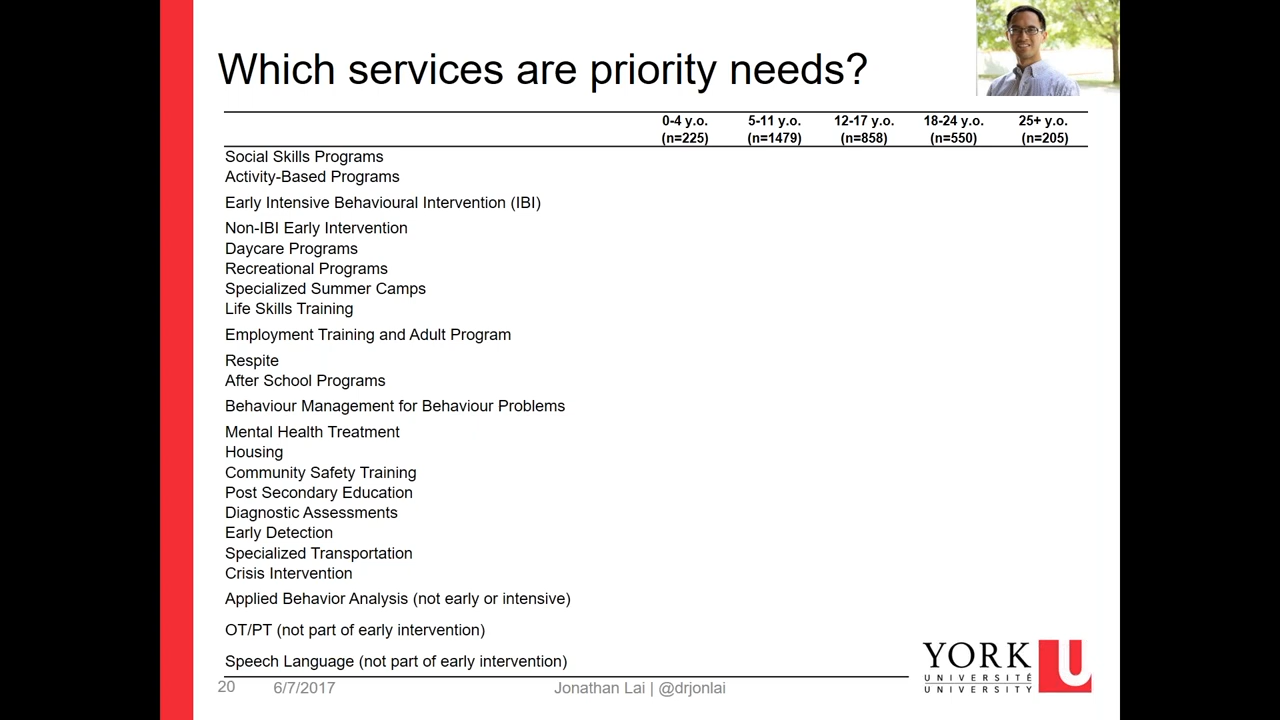 Which services are priority needs?
0-4 y.o. 5-11 y.o. 12-17 y.o. 18-24 y.o. 25+ y.o.
(n=225) (n=1479) (n=858) (n=550) (n=205)
Social Skills Programs
Activity-Based Programs
Early Intensive Behavioural Intervention (IBI)
Non-IBI Early Intervention
Daycare Programs
Recreational Programs
Specialized Summer Camps
Life Skills Training
Employment Training and Adult Program
Respite
After School Programs
Behaviour Management for Behaviour Problems
Mental Health Treatment
Housing
Community Safety Training
Post Secondary Education
Diagnostic Assessments
Early Detection
Specialized Transportation
Crisis Intervention
Applied Behavior Analysis (not early or intensive)
OT/PT (not part of early intervention)
Speech Language (not part of early intervention)
20 6/7/2017 Jonathan Lai | @drjonlai
YORK U
UNIVERSITÉ
UNIVERSITY